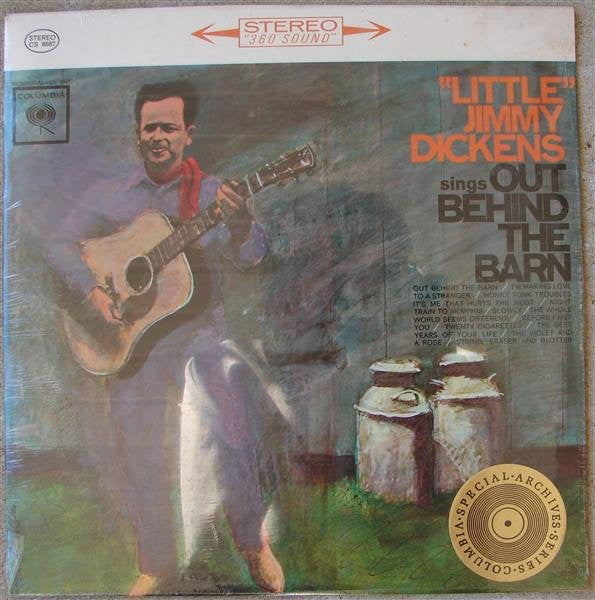 STEREO
CS 8687
STEREO
"360 SOUND"
COLUMBIA
"LITTLE"
JIMMY
DICKENS
sings OUT
BEHIND
THE
BARN
OUT BEHIND THE BARN / I'M MAKING LOVE
TO A STRANGER / HONKY TONK TROUBLES
IT'S ME THAT HURTS THE MOST / NIGHT
TRAIN TO MEMPHIS / SLOWLY / THE WHOLE
WORLD SEEMS DIFFERENT / BEFORE I MET
YOU / TWENTY CIGARETTES / THE BEST
YEARS OF YOUR LIFE / THE VIOLET AND
A ROSE / STRING, ERASER AND BLOTTER
COLUMBIA·SPECIAL·ARCHIVES·SERIES·